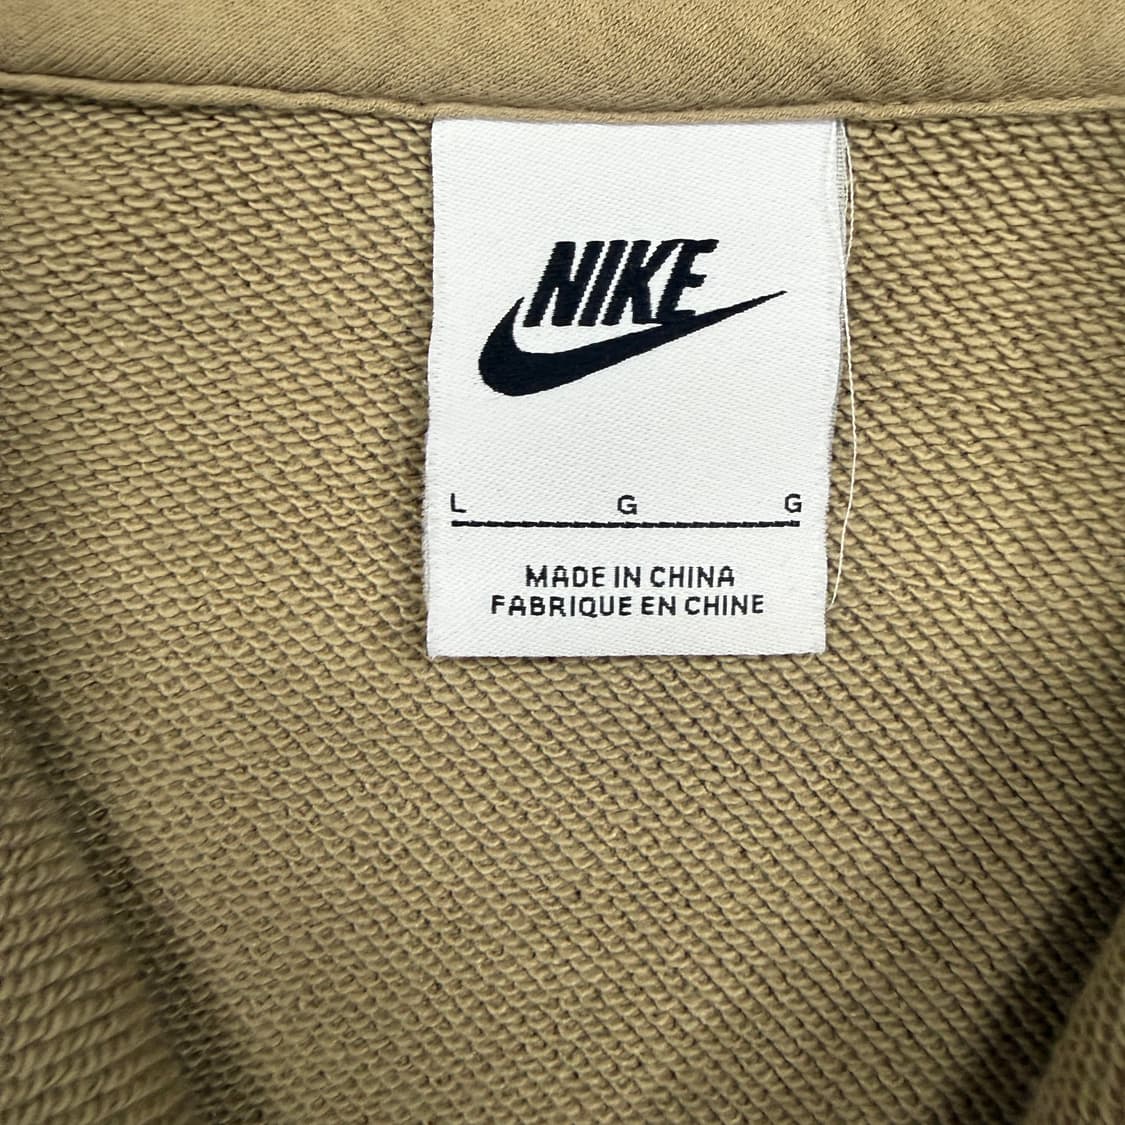 NIKE
L G G
MADE IN CHINA
FABRIQUE EN CHINE